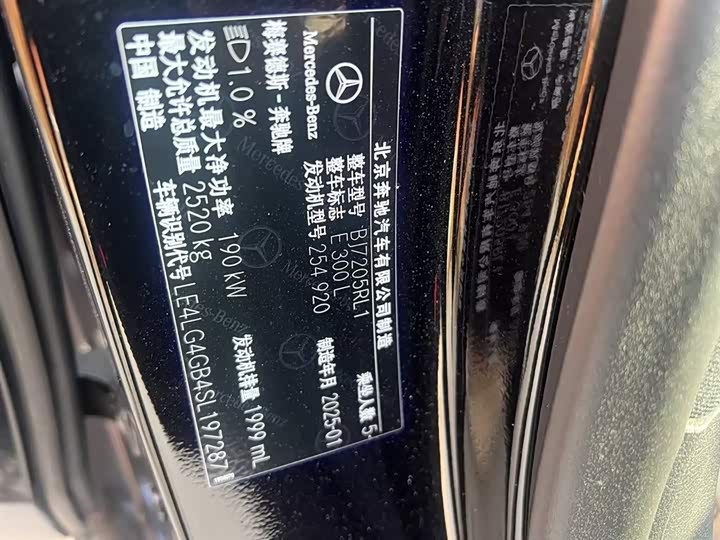 北京奔驰汽车有限公司制造
Mercedes-Benz
整车型号 BJ7205RL1 乘坐人数 5
整车标志 E 300 L 制造年月 2025-01
发动机型号 254 920
梅赛德斯 - 奔驰牌
1.0 %
发动机最大净功率 190 kW 发动机排量 1999 mL
最大允许总质量 2520 kg
中国 制造 车辆识别代号 LE4LG4GB4SL197287